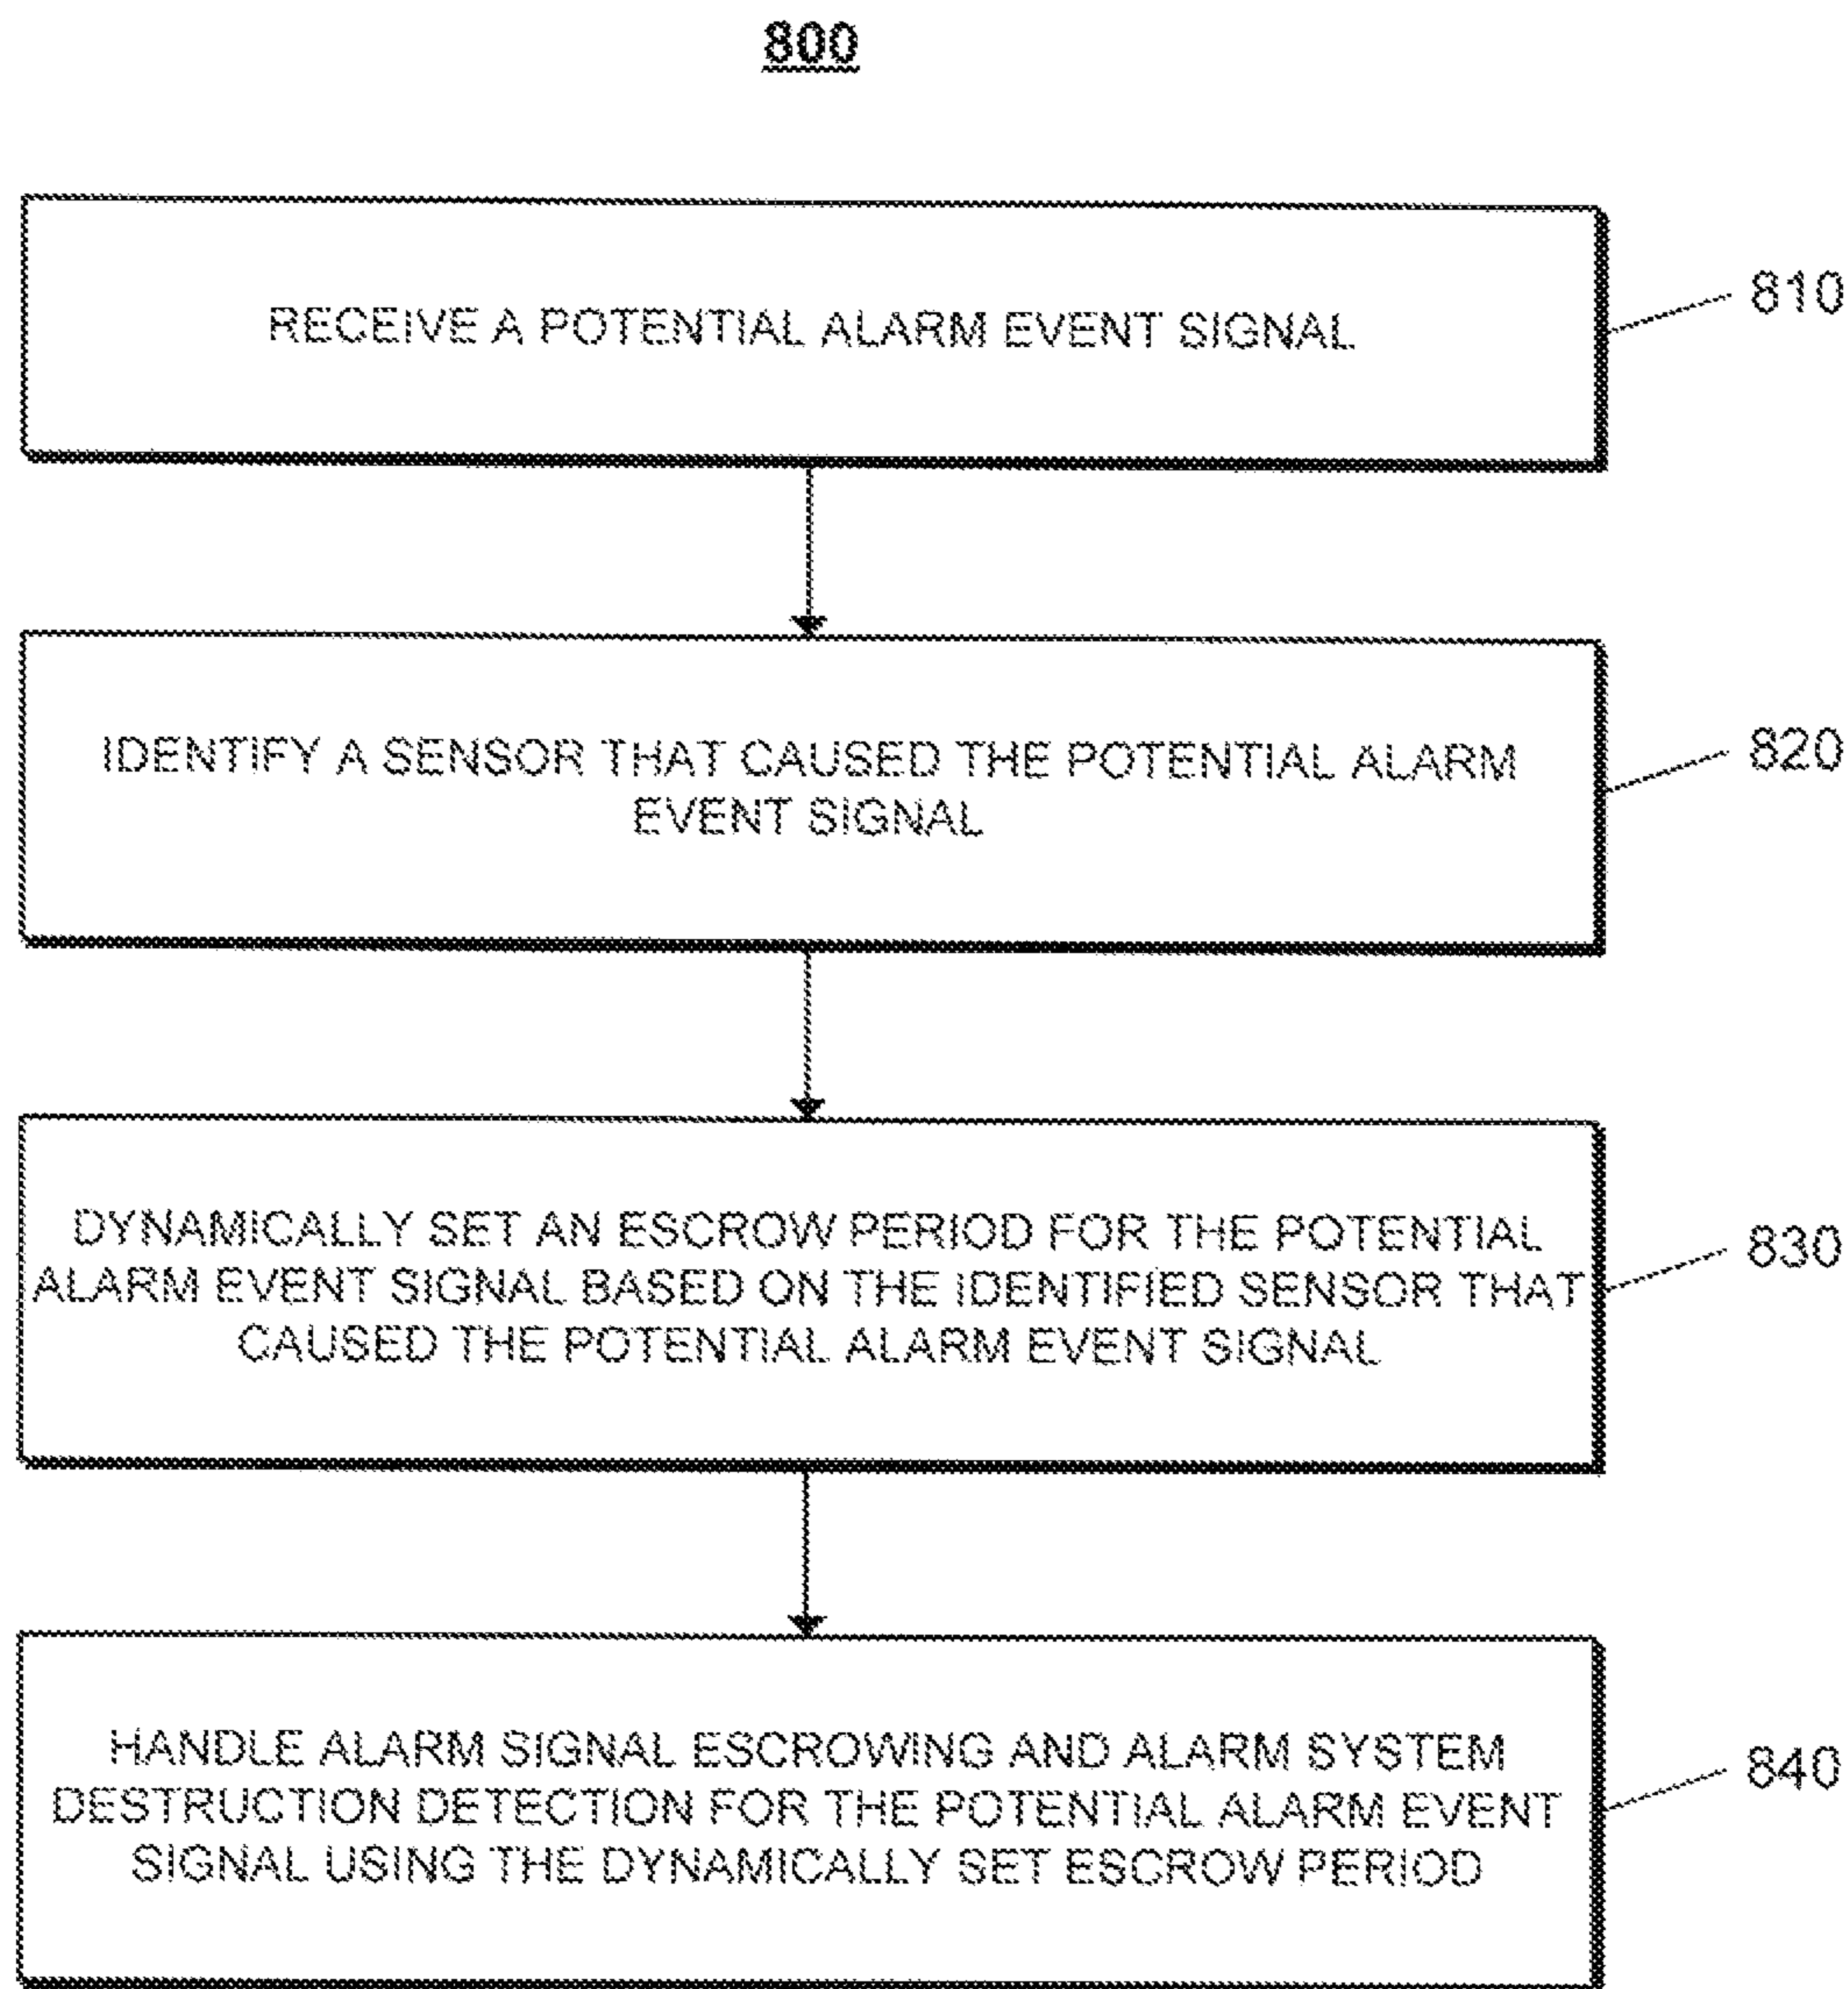 800
RECEIVE A POTENTIAL ALARM EVENT SIGNAL
810
IDENTIFY A SENSOR THAT CAUSED THE POTENTIAL ALARM
EVENT SIGNAL
820
DYNAMICALLY SET AN ESCROW PERIOD FOR THE POTENTIAL
ALARM EVENT SIGNAL BASED ON THE IDENTIFIED SENSOR THAT
CAUSED THE POTENTIAL ALARM EVENT SIGNAL
830
HANDLE ALARM SIGNAL ESCROWING AND ALARM SYSTEM
DESTRUCTION DETECTION FOR THE POTENTIAL ALARM EVENT
SIGNAL USING THE DYNAMICALLY SET ESCROW PERIOD
840